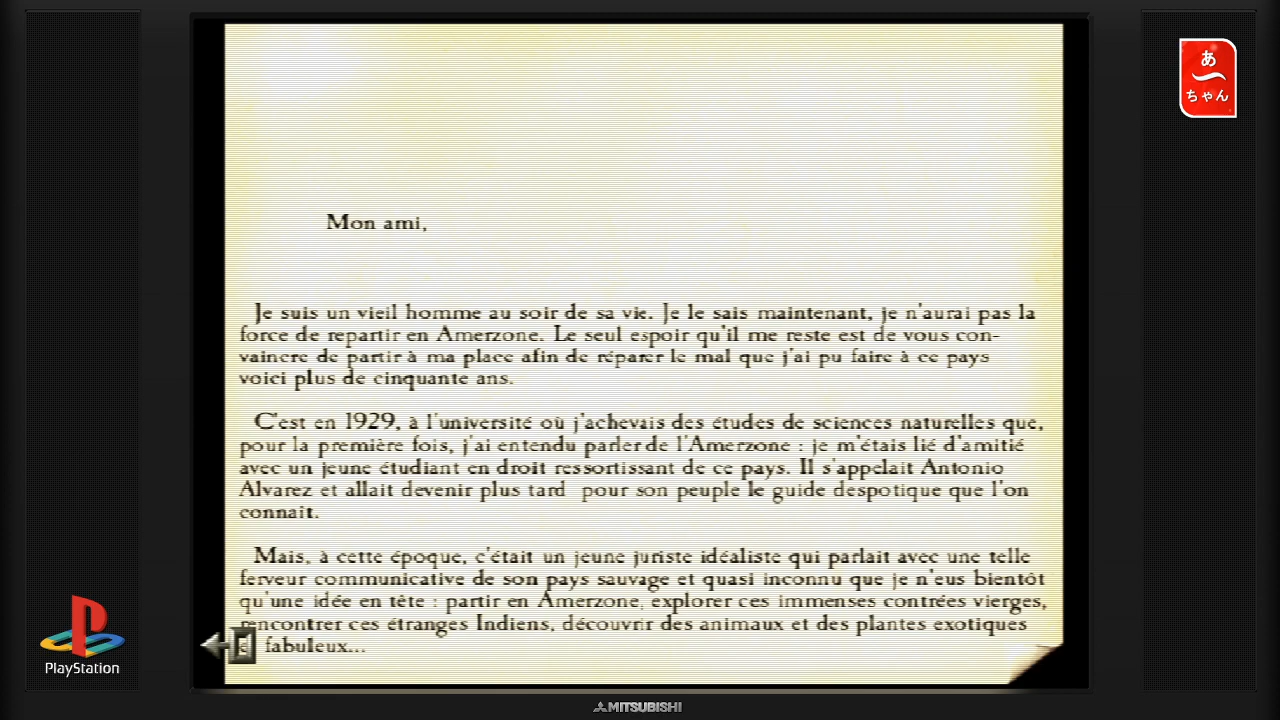 あ
ちゃん
Mon ami,
Je suis un vieil homme au soir de sa vie. Je le sais maintenant, je n'aurai pas la
force de repartir en Amerzone. Le seul espoir qu'il me reste est de vous con-
vaincre de partir à ma place afin de réparer le mal que j'ai pu faire à ce pays
voici plus de cinquante ans.
C'est en 1929, à l'université où j'achevais des études de sciences naturelles que,
pour la première fois, j'ai entendu parler de l'Amerzone : je m'étais lié d'amitié
avec un jeune étudiant en droit ressortissant de ce pays. Il s'appelait Antonio
Alvarez et allait devenir plus tard pour son peuple le guide despotique que l'on
connait.
Mais, à cette époque, c'était un jeune juriste idéaliste qui parlait avec une telle
ferveur communicative de son pays sauvage et quasi inconnu que je n'eus bientôt
qu'une idée en tête : partir en Amerzone, explorer ces immenses contrées vierges,
rencontrer ces étranges Indiens, découvrir des animaux et des plantes exotiques
fabuleux...
PlayStation
MITSUBISHI